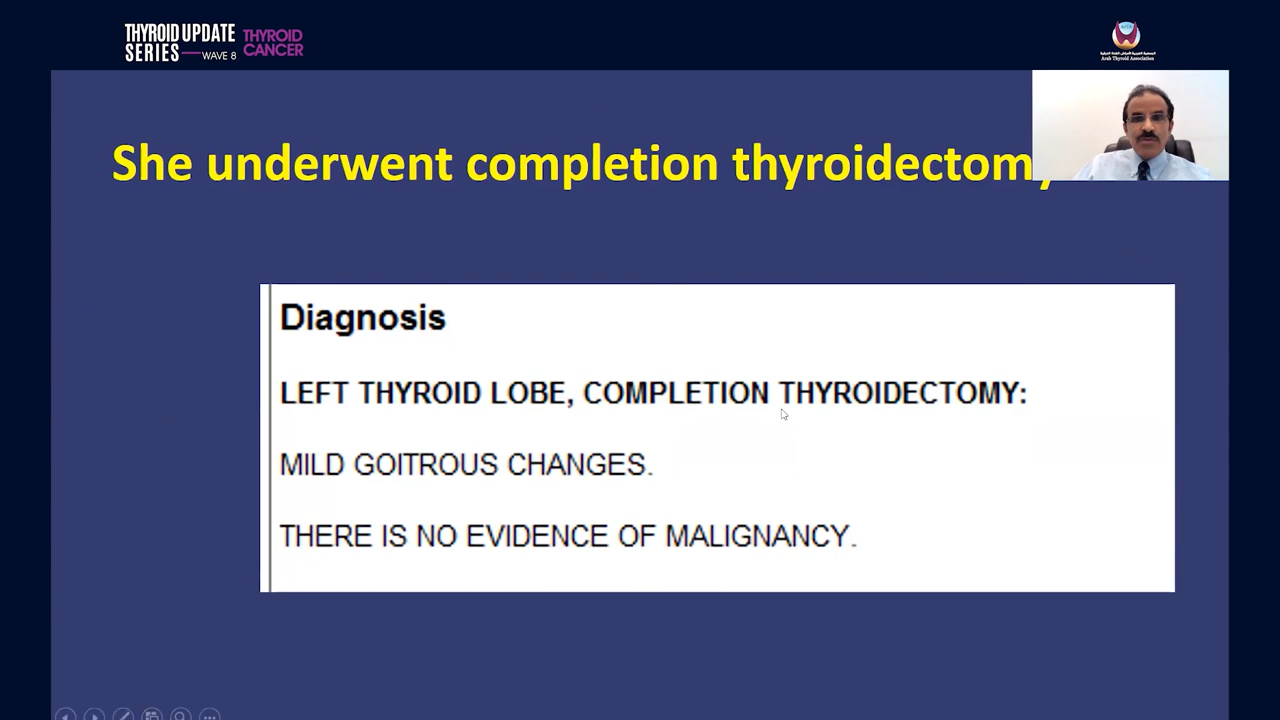 THYROID UPDATE
SERIES — WAVE 8
THYROID
CANCER
Arab Thyroid Association
She underwent completion thyroidectomy
Diagnosis
LEFT THYROID LOBE, COMPLETION THYROIDECTOMY:
MILD GOITROUS CHANGES.
THERE IS NO EVIDENCE OF MALIGNANCY.